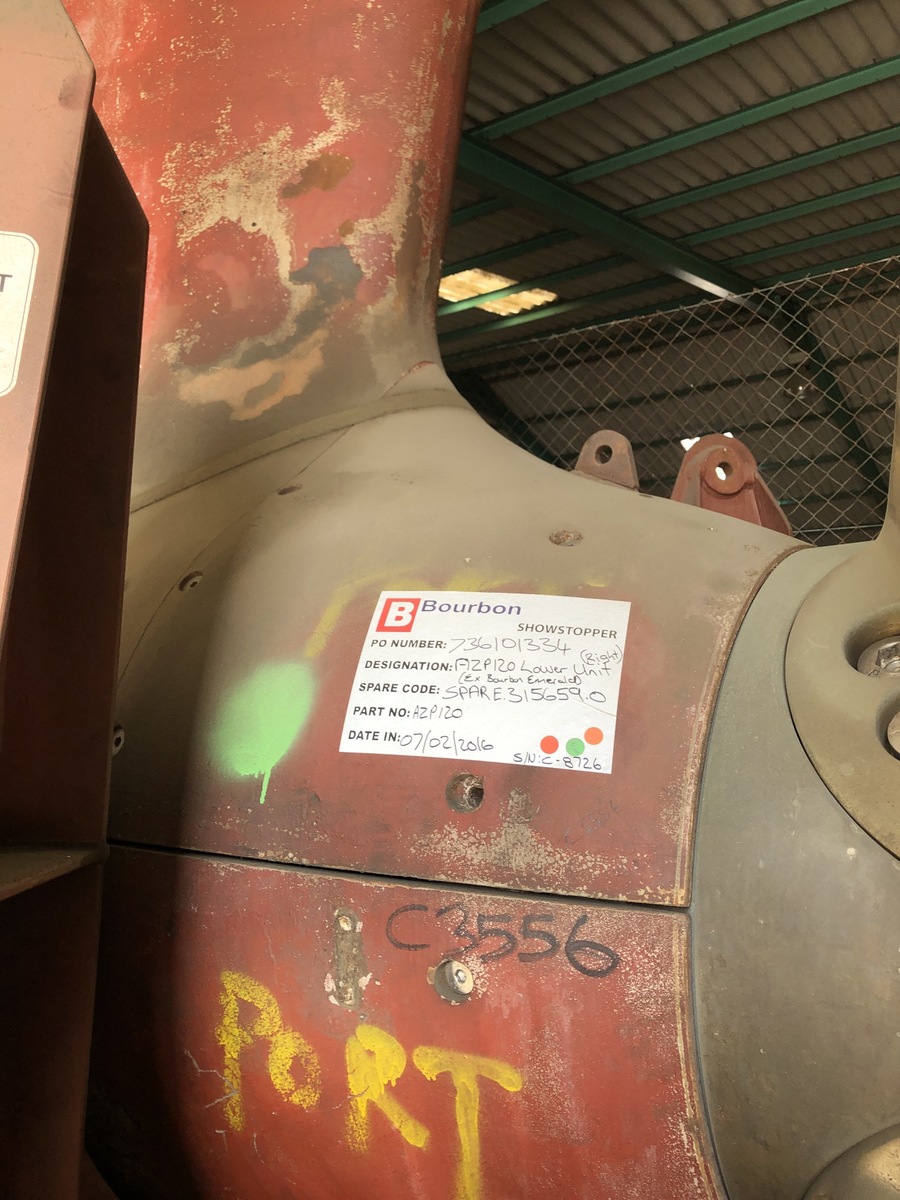 T
B Bourbon
SHOWSTOPPER
PO NUMBER: 736101334
DESIGNATION: AZP120 Lower Unit (Right)
(Ex Bourbon Emerald)
SPARE CODE: SPARE.315659.0
PART NO: AZP120
DATE IN: 07/02/2016
S/N: C-8726
C3556
PORT